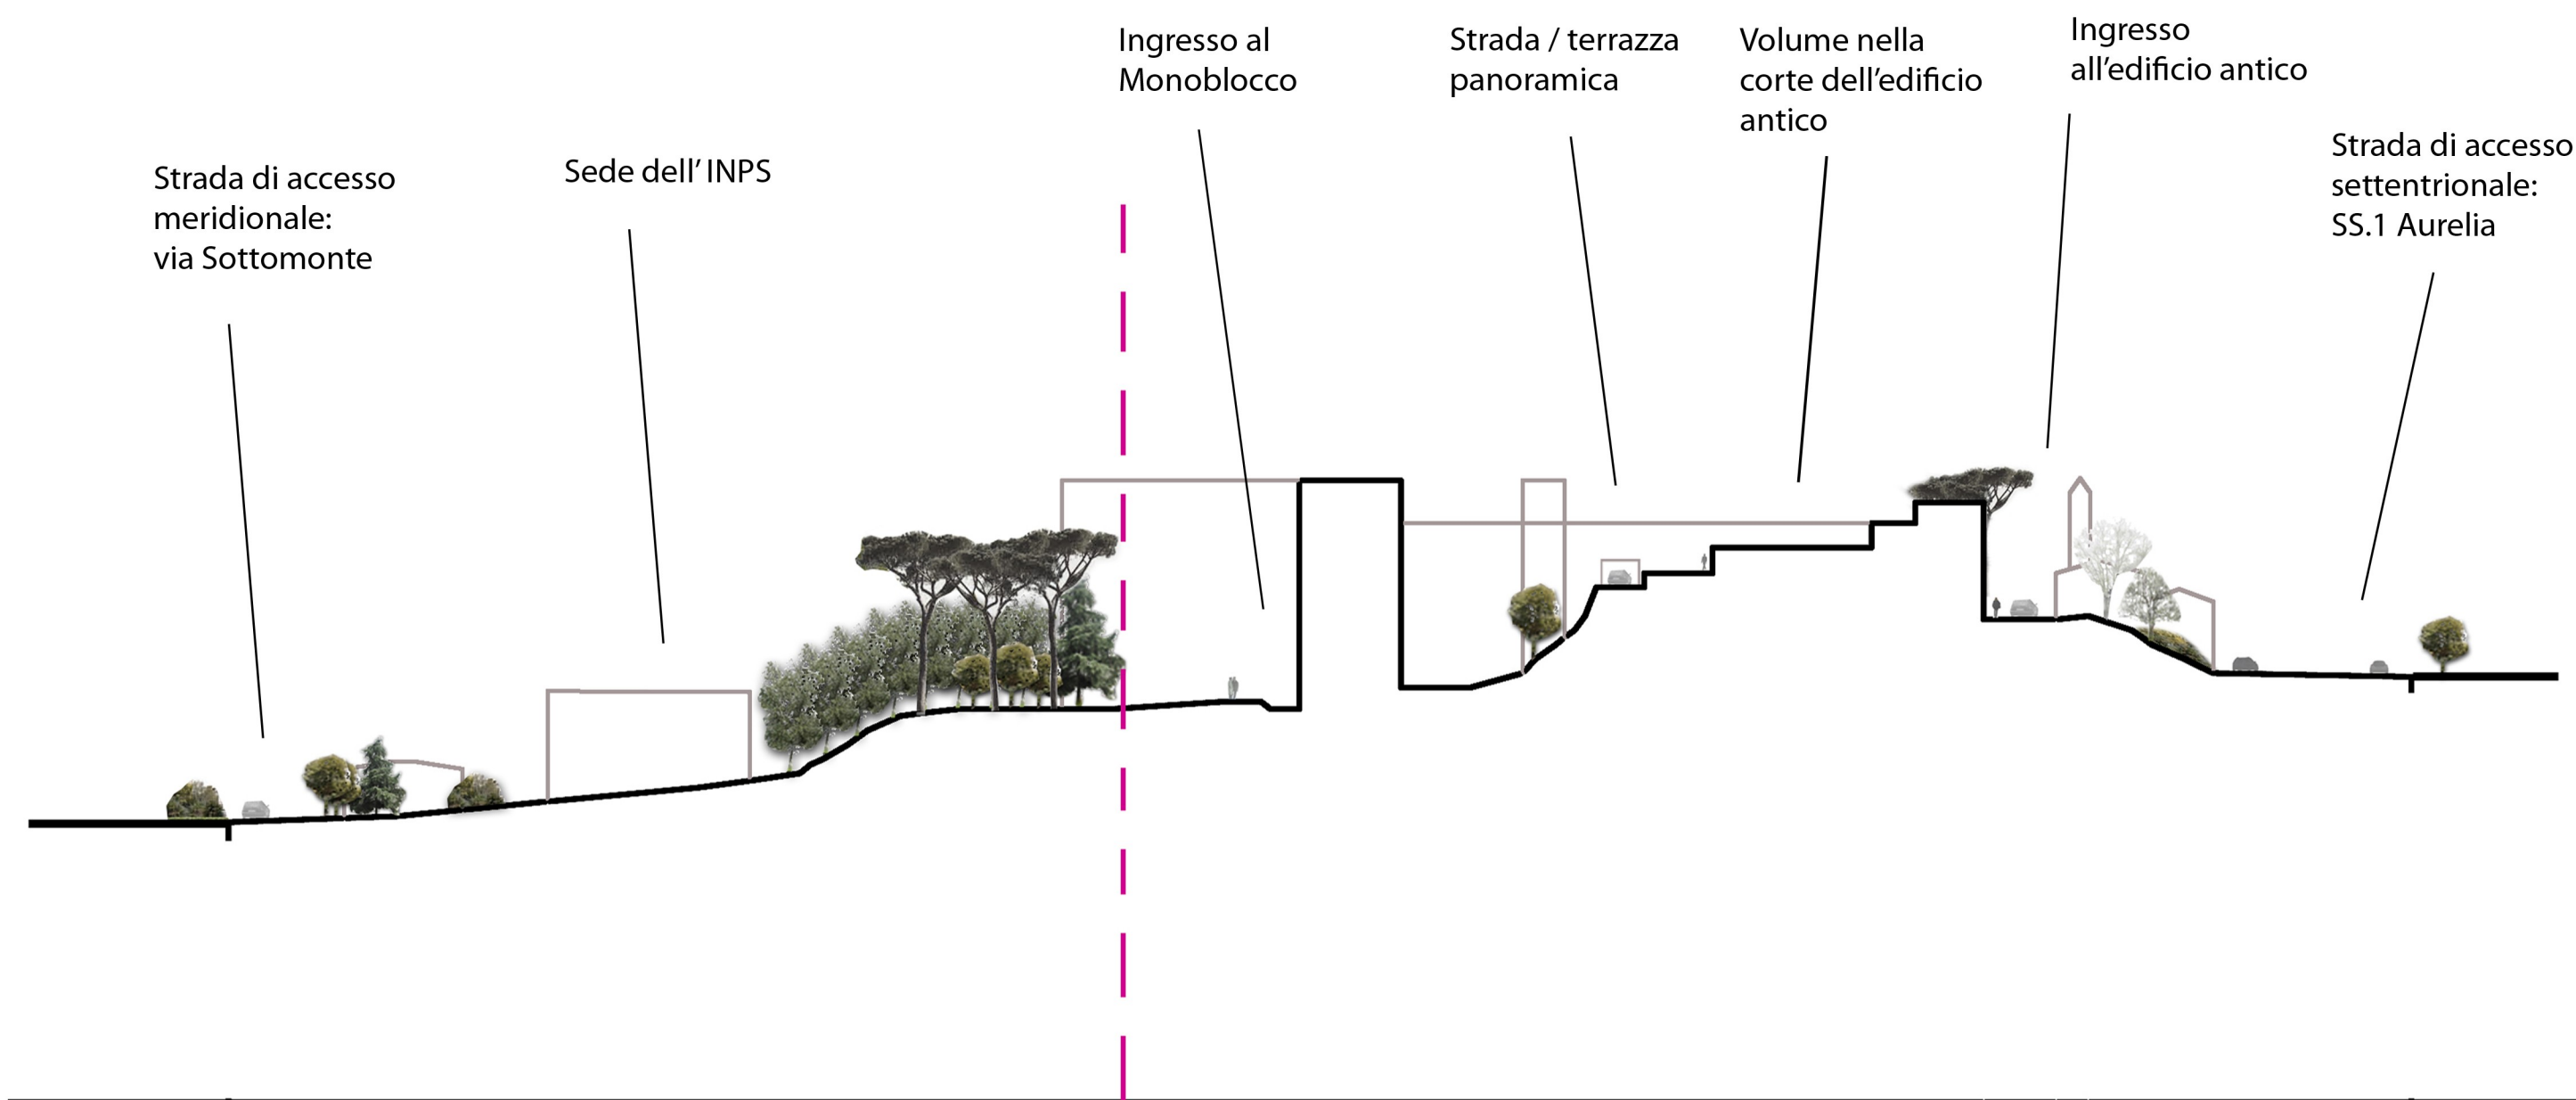 Strada di accesso
meridionale:
via Sottomonte
Sede dell’ INPS
Ingresso al
Monoblocco
Strada / terrazza
panoramica
Volume nella
corte dell’edificio
antico
Ingresso
all’edificio antico
Strada di accesso
settentrionale:
SS.1 Aurelia